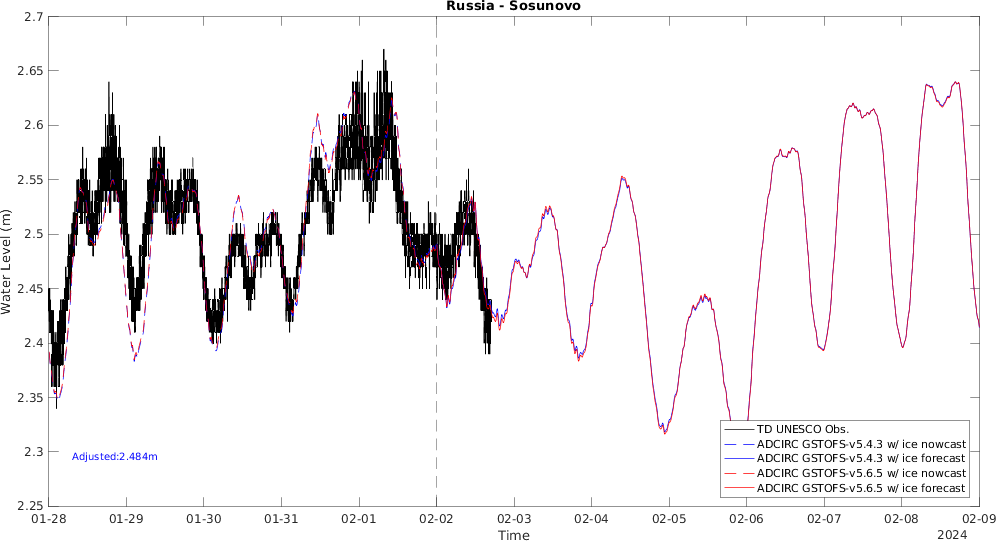 Russia - Sosunovo
2.7
2.65
2.6
2.55
2.5
2.45
2.4
2.35
2.3
2.25
Water Level (m)
Adjusted:2.484m
TD UNESCO Obs.
ADCIRC GSTOFS-v5.4.3 w/ ice nowcast
ADCIRC GSTOFS-v5.4.3 w/ ice forecast
ADCIRC GSTOFS-v5.6.5 w/ ice nowcast
ADCIRC GSTOFS-v5.6.5 w/ ice forecast
01-28 01-29 01-30 01-31 02-01 02-02 02-03 02-04 02-05 02-06 02-07 02-08 02-09
Time
2024